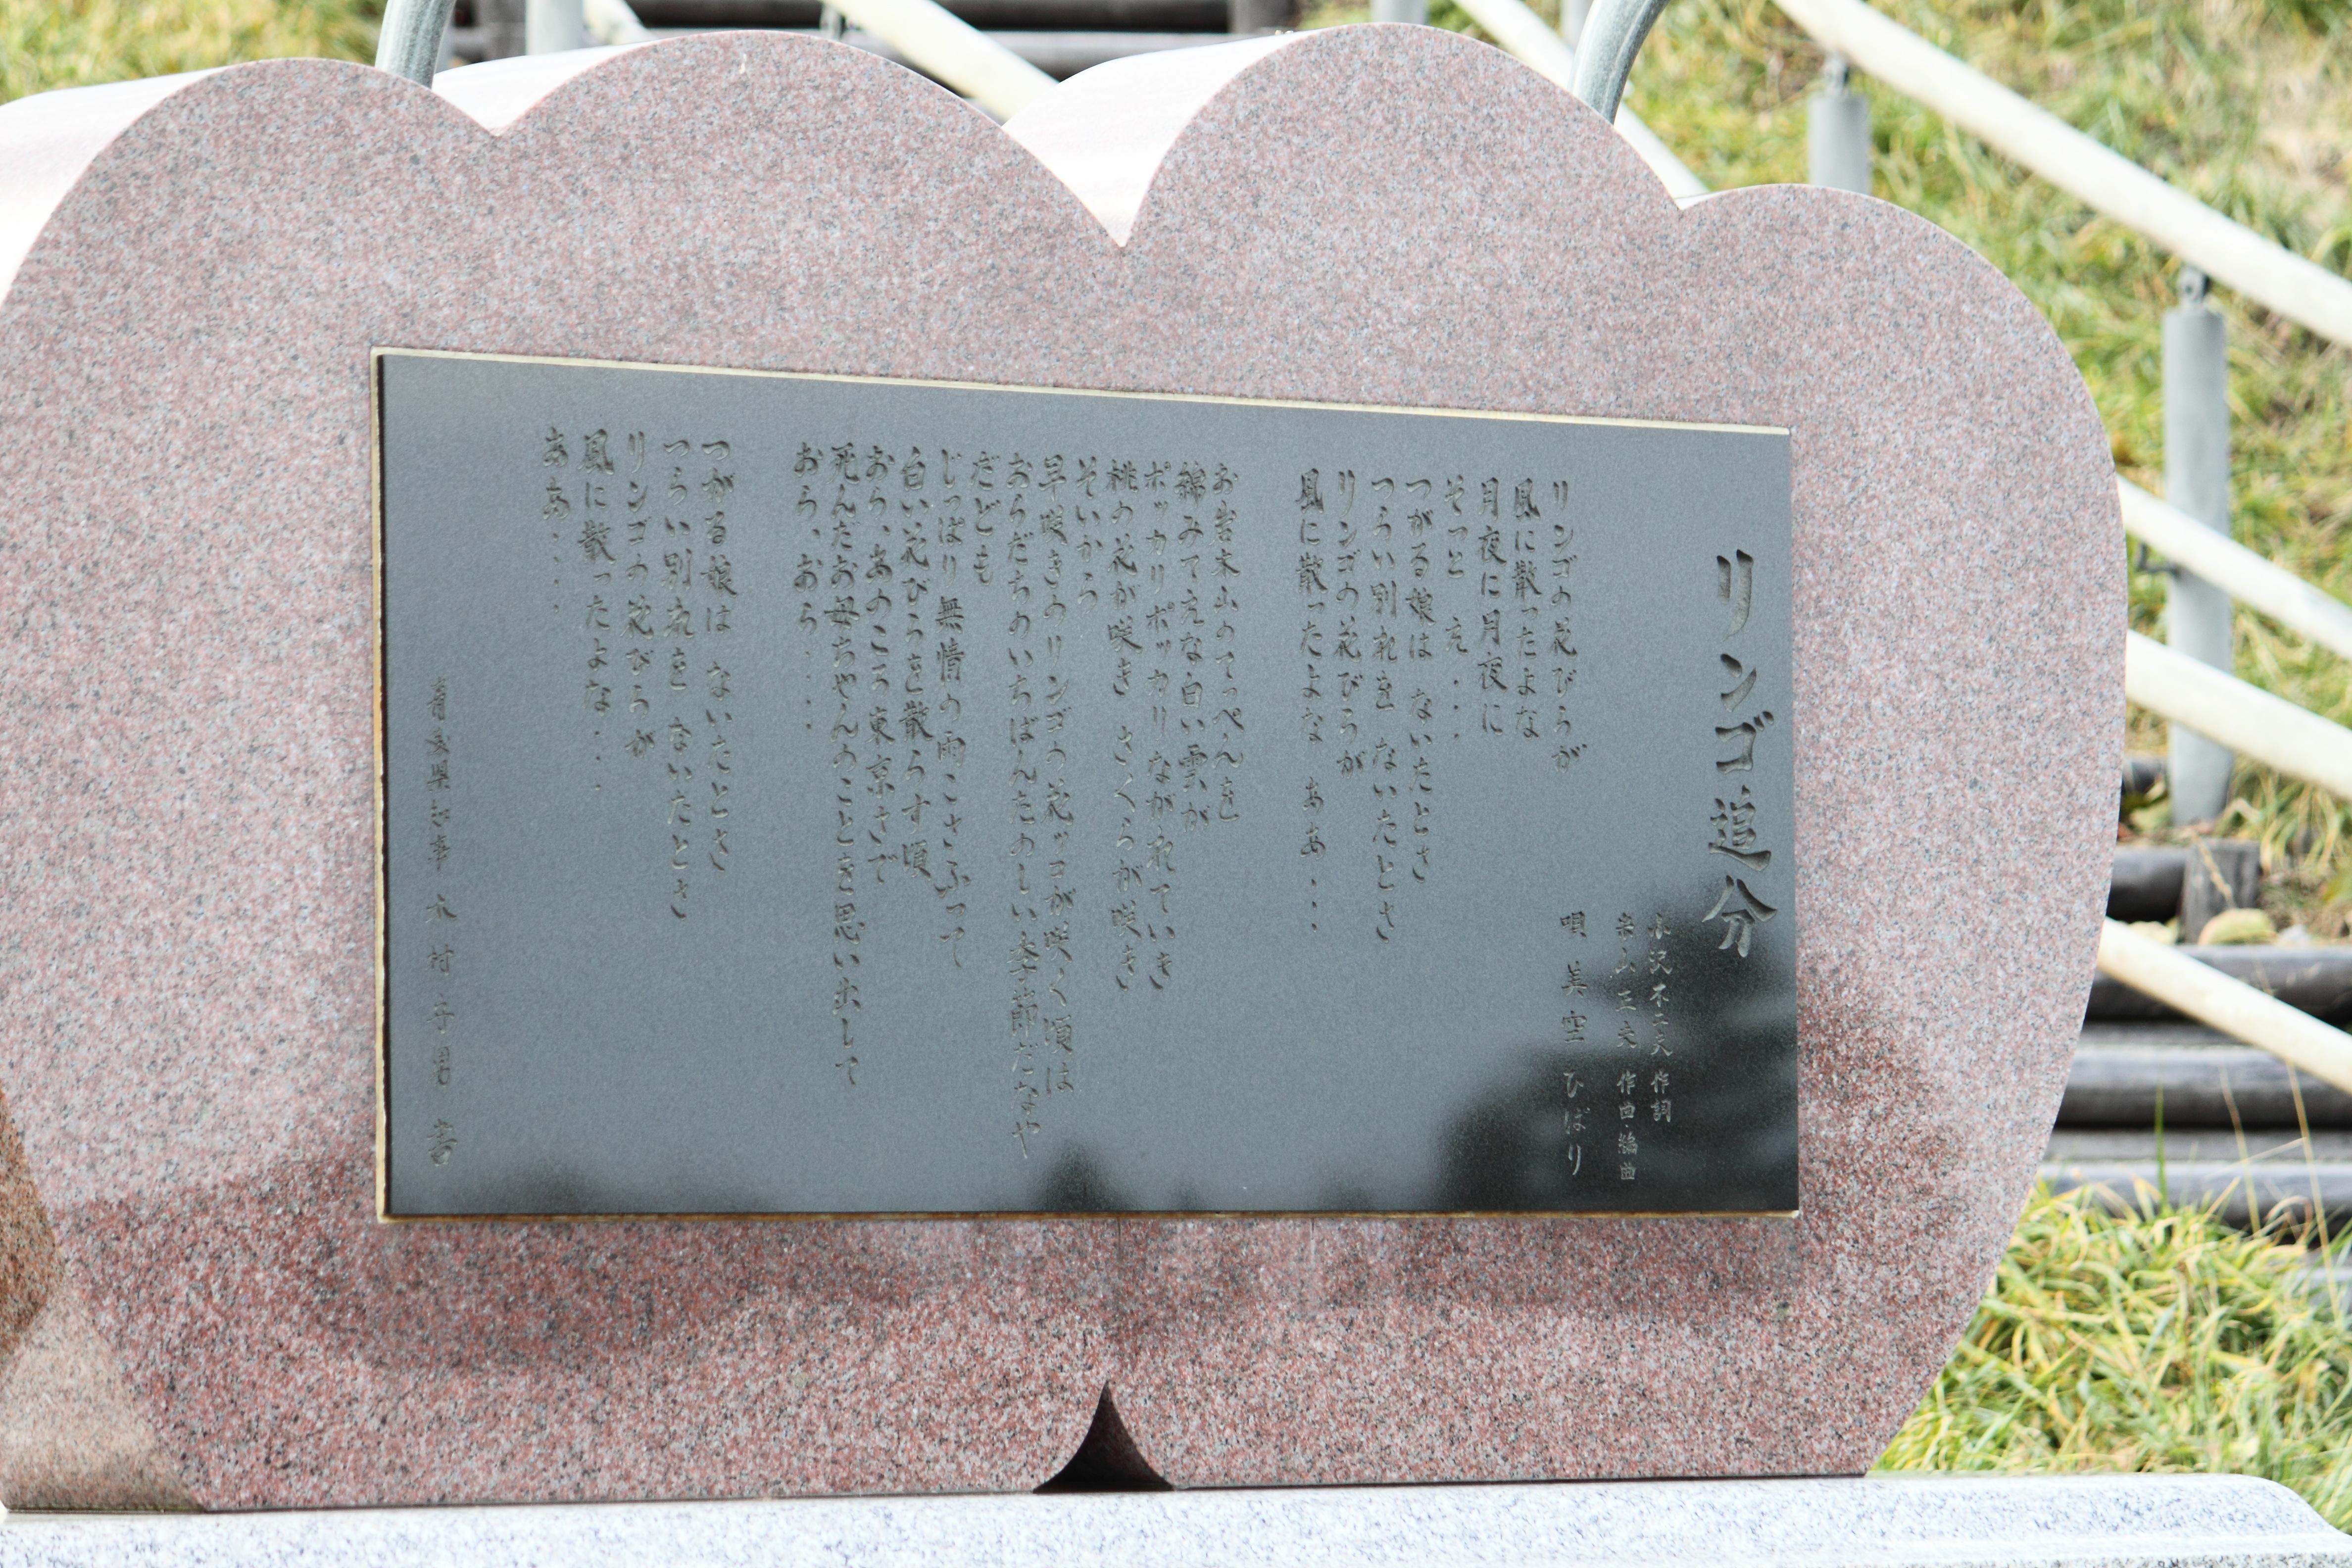 リンゴ追分
小沢不二夫 作詞
米山正夫 作曲・編曲
唄 美空ひばり
リンゴの花びらが
風に散ったよな
月夜に月夜に
そっと え・・・
つがる娘は ないたとさ
つらい別れを ないたとさ
リンゴの花びらが
風に散ったよな ああ・・・
お岩木山のてっぺんを
綿みてえな白い雲が
ポッカリポッカリながれていき
桃の花が咲き さくらが咲き
そいから
早咲きのリンゴの花ッコが咲く頃は
おらだちのいちばんたのしい季節だなや
だども
じっぱり 無情の雨こさふって
白い花びらを散らす頃
おら、あのころ東京さで
死んだお母ちゃんのことを思い出して
おら、おら・・・
つがる娘は ないたとさ
つらい別れを ないたとさ
リンゴの花びらが
風に散ったよな・・・
ああ・・・
青森県知事 木村守男 書